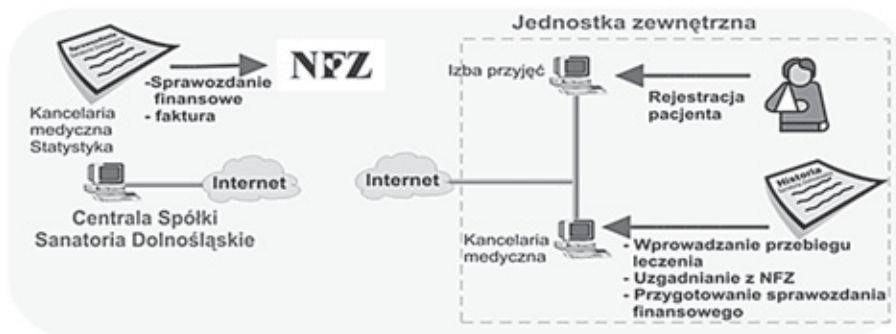 Jednostka zewnętrzna
Sprawozdanie
NFZ
-Sprawozdanie
finansowe
- faktura
Kancelaria
medyczna
Statystyka
Internet
Centrala Spółki
Sanatoria Dolnośląskie
Izba przyjęć
Rejestracja
pacjenta
Internet
Historia
Kancelaria
medyczna
- Wprowadzanie przebiegu
leczenia
- Uzgadnianie z NFZ
- Przygotowanie sprawozdania
finansowego